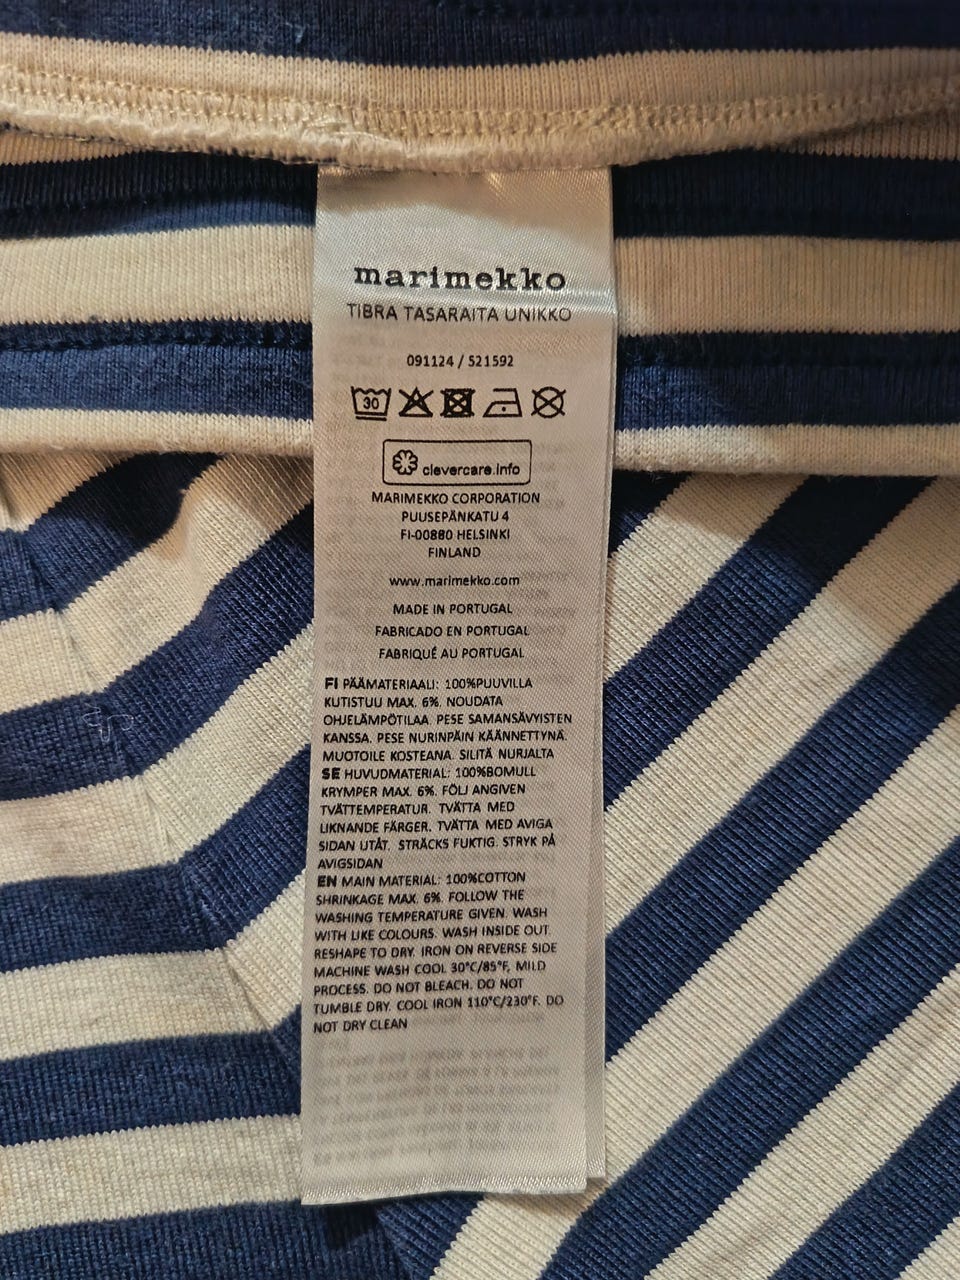 marimekko
TIBRA TASARAITA UNIKKO
091124 / 521592
30
clevercare.info
MARIMEKKO CORPORATION
PUUSEPÄNKATU 4
FI-00880 HELSINKI
FINLAND
www.marimekko.com
MADE IN PORTUGAL
FABRICADO EN PORTUGAL
FABRIQUÉ AU PORTUGAL
FI PÄÄMATERIAALI: 100%PUUVILLA
KUTISTUU MAX. 6%. NOUDATA
OHJELÄMPÖTILAA. PESE SAMANSÄVYISTEN
KANSSA. PESE NURINPÄIN KÄÄNNETTYNÄ.
MUOTOILE KOSTEANA. SILITÄ NURJALTA
SE HUVUDMATERIAL: 100%BOMULL
KRYMPER MAX. 6%. FÖLJ ANGIVEN
TVÄTTEMPERATUR. TVÄTTA MED
LIKNANDE FÄRGER. TVÄTTA MED AVIGA
SIDAN UTÅT. STRÄCKS FUKTIG. STRYK PÅ
AVIGSIDAN
EN MAIN MATERIAL: 100%COTTON
SHRINKAGE MAX. 6%. FOLLOW THE
WASHING TEMPERATURE GIVEN. WASH
WITH LIKE COLOURS. WASH INSIDE OUT.
RESHAPE TO DRY. IRON ON REVERSE SIDE
MACHINE WASH COOL 30°C/85°F, MILD
PROCESS. DO NOT BLEACH. DO NOT
TUMBLE DRY. COOL IRON 110°C/230°F. DO
NOT DRY CLEAN